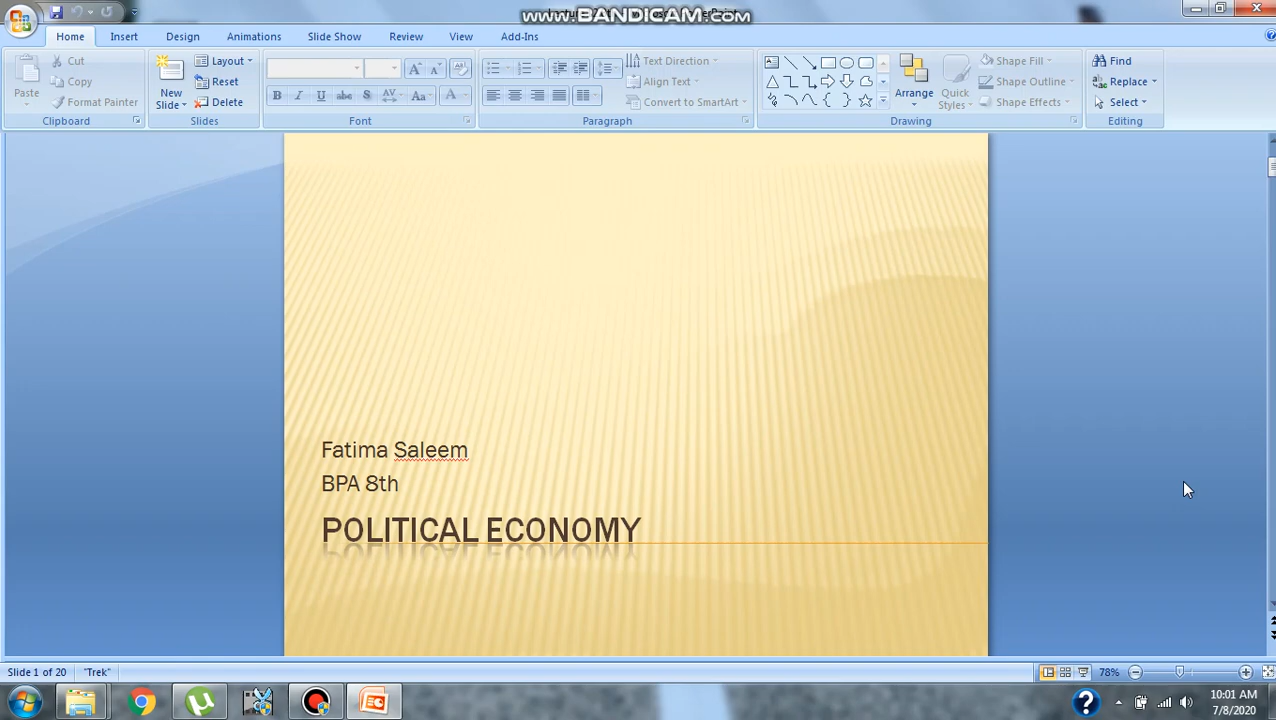 www.BANDICAM.com
Home Insert Design Animations Slide Show Review View Add-Ins
Paste Cut Copy Format Painter
New Slide Layout Reset Delete
Text Direction Align Text Convert to SmartArt
Arrange Quick Styles Shape Fill Shape Outline Shape Effects
Find Replace Select
Clipboard Slides Font Paragraph Drawing Editing
Fatima Saleem
BPA 8th
POLITICAL ECONOMY
Slide 1 of 20 "Trek" 78%
10:01 AM
7/8/2020